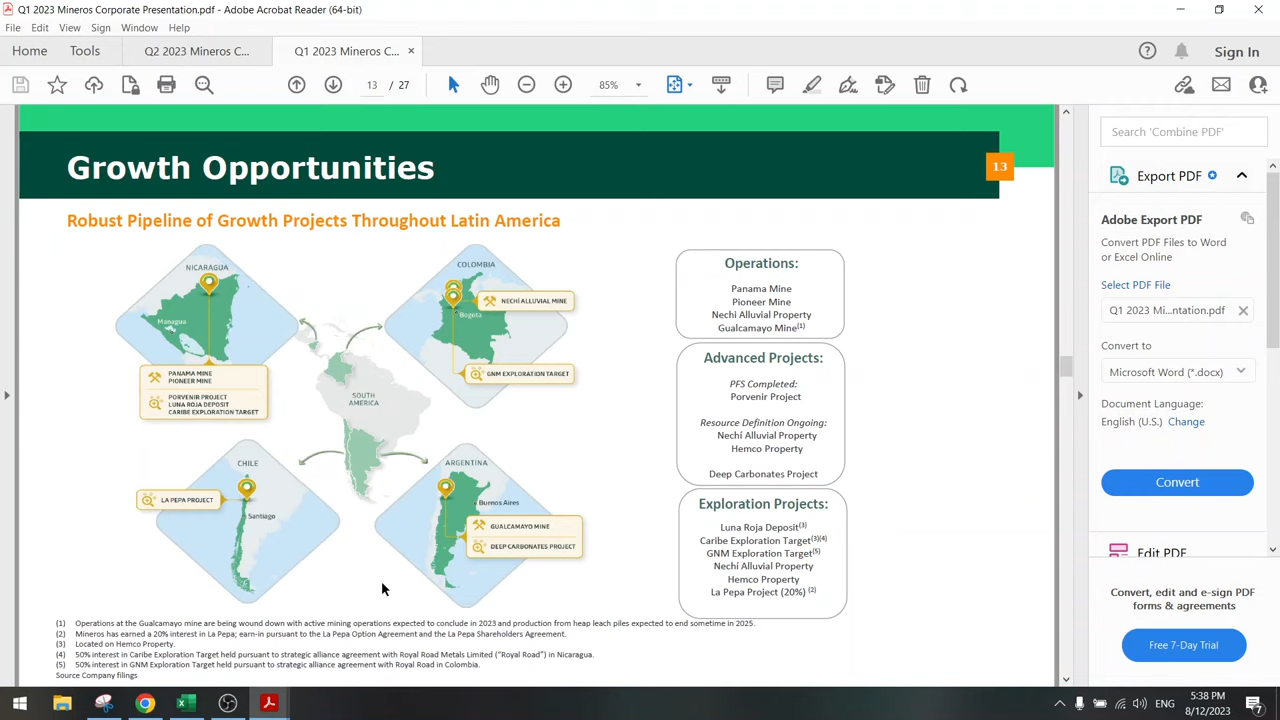 Q1 2023 Mineros Corporate Presentation.pdf - Adobe Acrobat Reader (64-bit)
File Edit View Sign Window Help
Home Tools Q2 2023 Mineros C... Q1 2023 Mineros C... × Sign In
13 / 27 85%
Growth Opportunities
13
Robust Pipeline of Growth Projects Throughout Latin America
NICARAGUA
Managua
PANAMA MINE
PIONEER MINE
PORVENIR PROJECT
LUNA ROJA DEPOSIT
CARIBE EXPLORATION TARGET
COLOMBIA
NECHÍ ALLUVIAL MINE
Bogota
GNM EXPLORATION TARGET
SOUTH
AMERICA
CHILE
LA PEPA PROJECT
Santiago
ARGENTINA
Buenos Aires
GUALCAMAYO MINE
DEEP CARBONATES PROJECT
Operations:
Panama Mine
Pioneer Mine
Nechí Alluvial Property
Gualcamayo Mine(1)
Advanced Projects:
PFS Completed:
Porvenir Project
Resource Definition Ongoing:
Nechí Alluvial Property
Hemco Property
Deep Carbonates Project
Exploration Projects:
Luna Roja Deposit(3)
Caribe Exploration Target(3)(4)
GNM Exploration Target(5)
Nechí Alluvial Property
Hemco Property
La Pepa Project (20%) (2)
(1) Operations at the Gualcamayo mine are being wound down with active mining operations expected to conclude in 2023 and production from heap leach piles expected to end sometime in 2025.
(2) Mineros has earned a 20% interest in La Pepa; earn-in pursuant to the La Pepa Option Agreement and the La Pepa Shareholders Agreement.
(3) Located on Hemco Property.
(4) 50% interest in Caribe Exploration Target held pursuant to strategic alliance agreement with Royal Road Metals Limited ("Royal Road") in Nicaragua.
(5) 50% interest in GNM Exploration Target held pursuant to strategic alliance agreement with Royal Road in Colombia.
Source Company filings
Search 'Combine PDF'
Export PDF
Adobe Export PDF
Convert PDF Files to Word
or Excel Online
Select PDF File
Q1 2023 Mi...ntation.pdf
Convert to
Microsoft Word (*.docx)
Document Language:
English (U.S.) Change
Convert
Edit PDF
Convert, edit and e-sign PDF
forms & agreements
Free 7-Day Trial
ENG
5:38 PM
8/12/2023
7